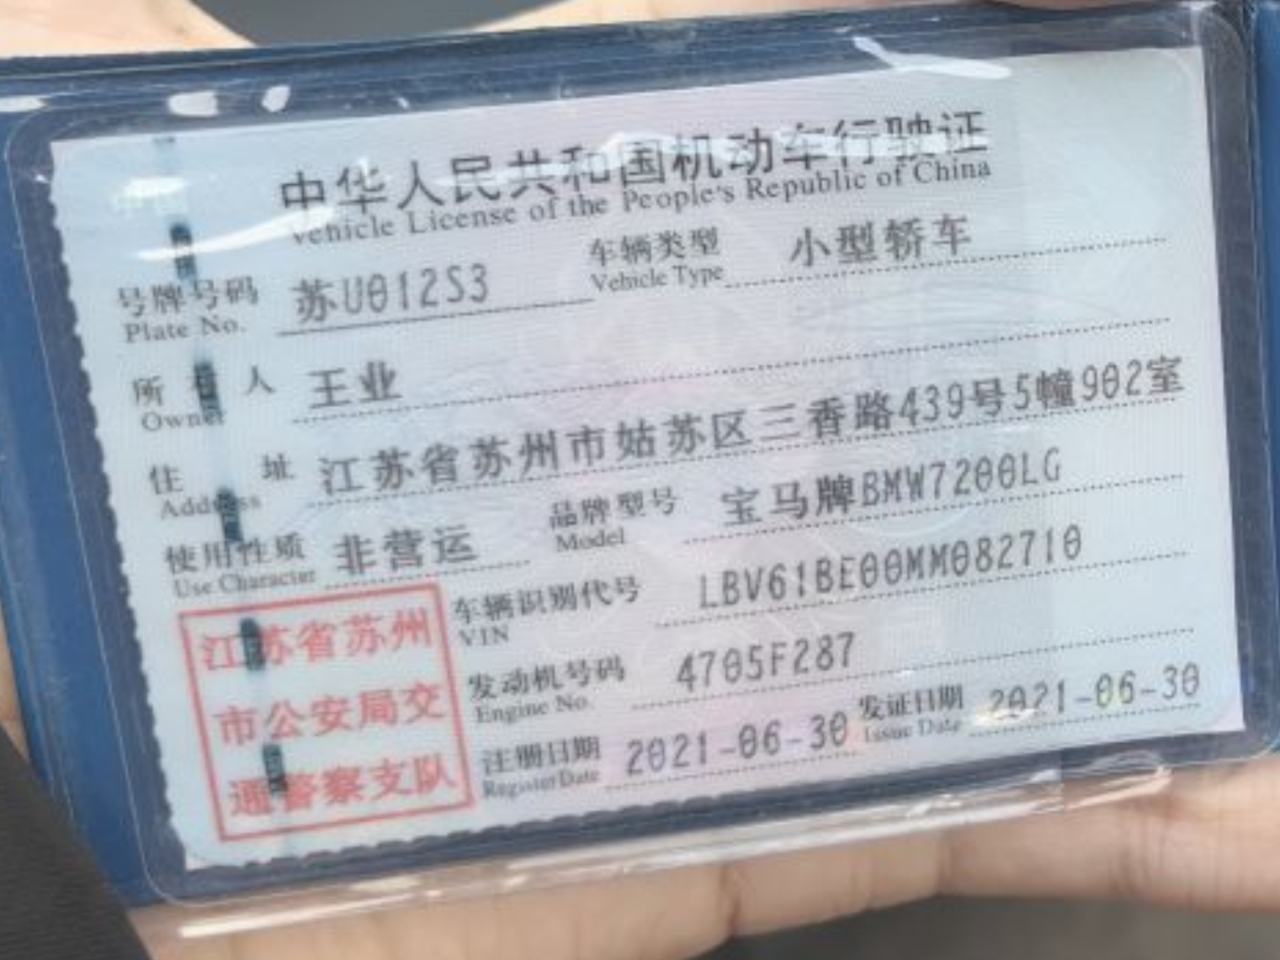 中华人民共和国机动车行驶证
Vehicle License of the People's Republic of China
号牌号码 苏U012S3 车辆类型 小型轿车
Plate No. Vehicle Type
所有人 王业
Owner
住址 江苏省苏州市姑苏区三香路439号5幢902室
Address
使用性质 非营运 品牌型号 宝马牌BMW7200LG
Use Character Model
江苏省苏州 车辆识别代号 LBV61BE00MM082710
VIN
市公安局交 发动机号码 4705F287
Engine No.
通警察支队 注册日期 2021-06-30 发证日期 2021-06-30
Register Date Issue Date